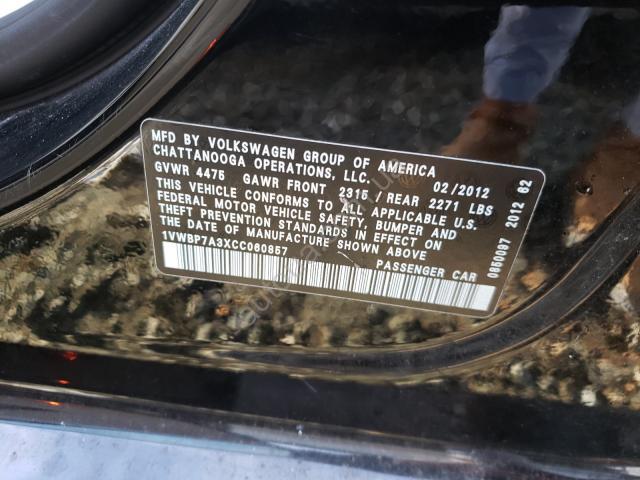 MFD BY VOLKSWAGEN GROUP OF AMERICA
CHATTANOOGA OPERATIONS, LLC.
GVWR 4475 GAWR FRONT 2315 / REAR 2271 LBS 02/2012
THIS VEHICLE CONFORMS TO ALL APPLICABLE U.S.
FEDERAL MOTOR VEHICLE SAFETY, BUMPER AND
THEFT PREVENTION STANDARDS IN EFFECT ON
THE DATE OF MANUFACTURE SHOWN ABOVE
1VWBP7A3XCC060857
PASSENGER CAR
0850097 2012 62